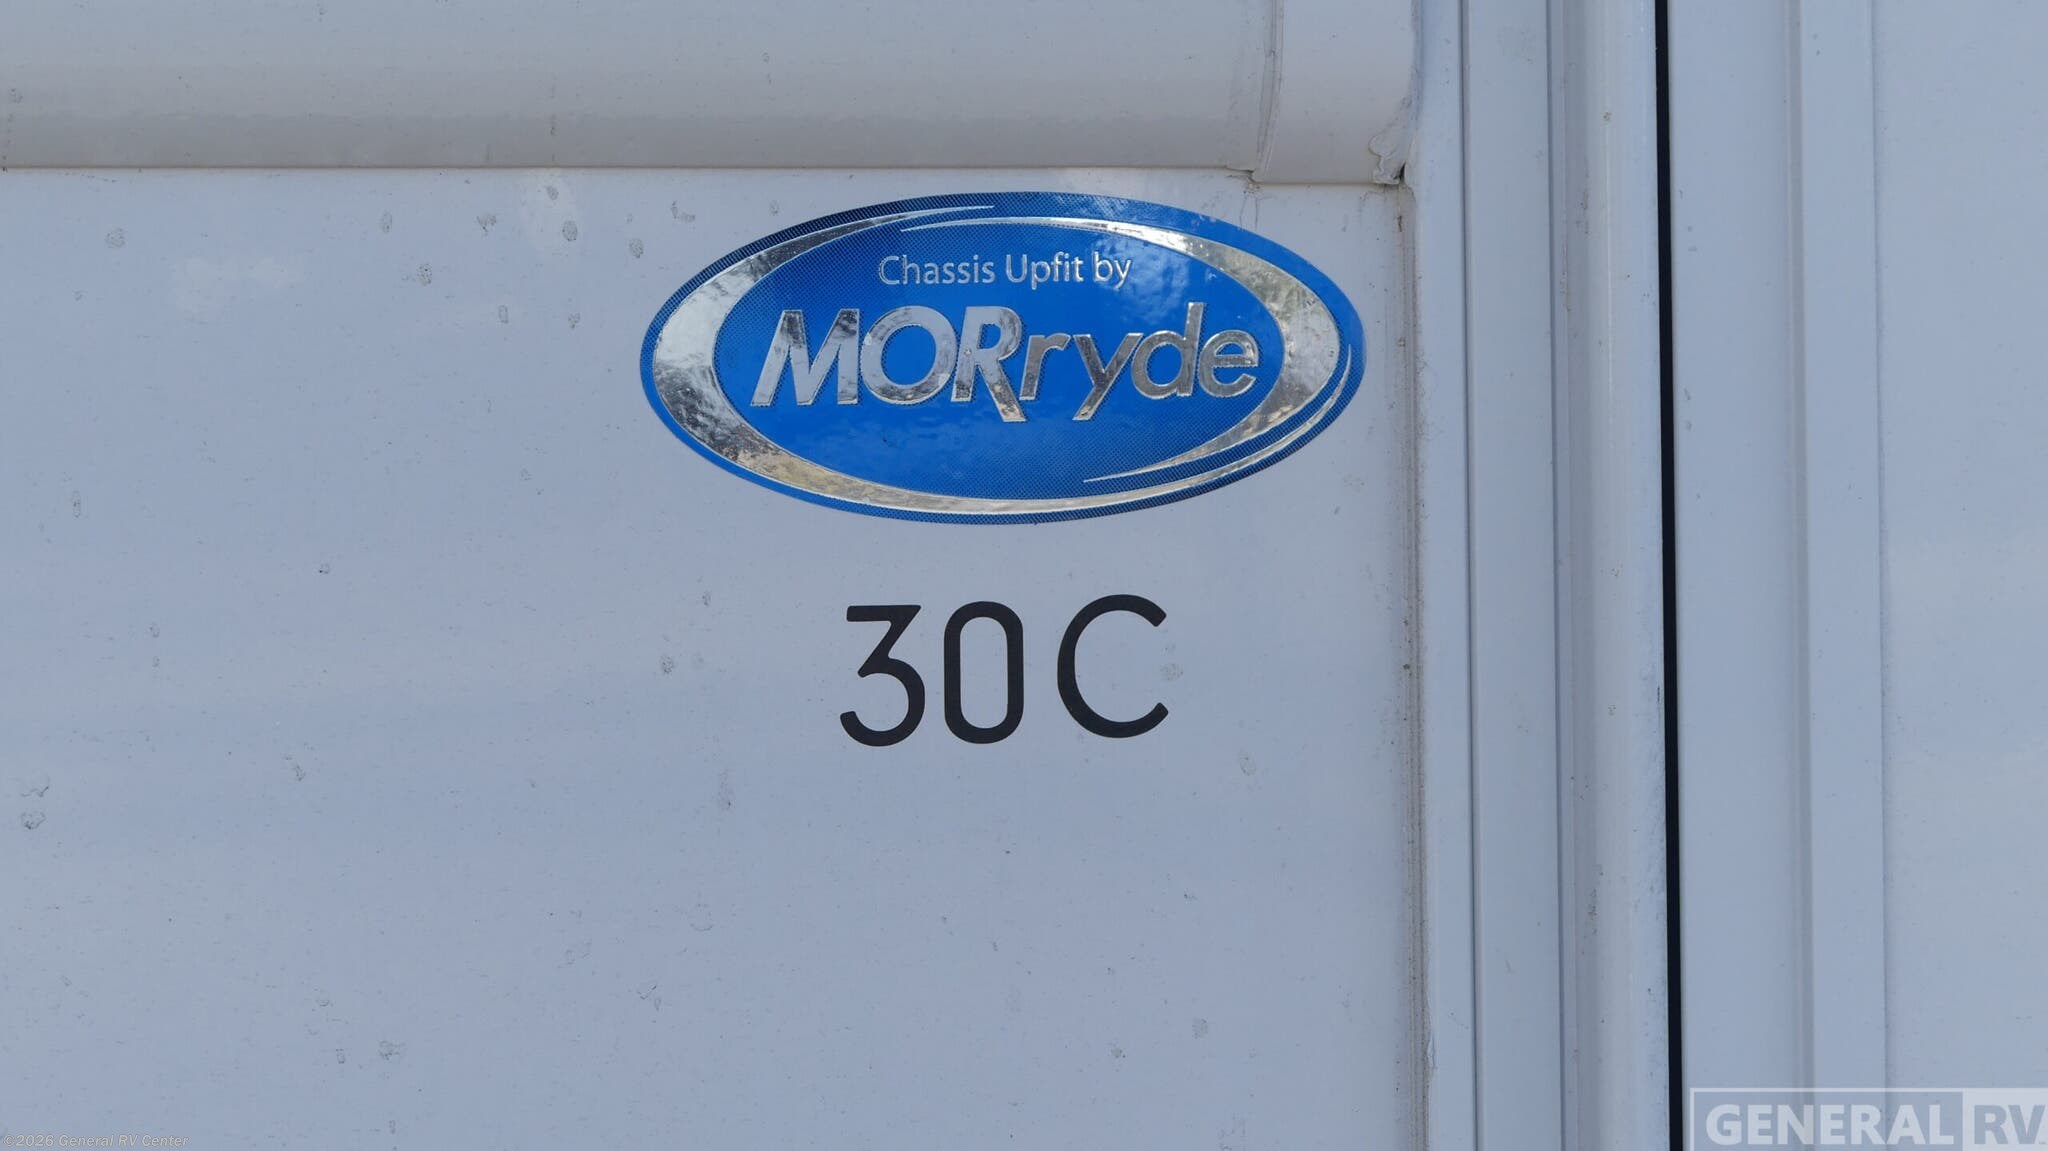 Chassis Upfit by
MORryde
30C
GENERAL RV
©2026 General RV Center